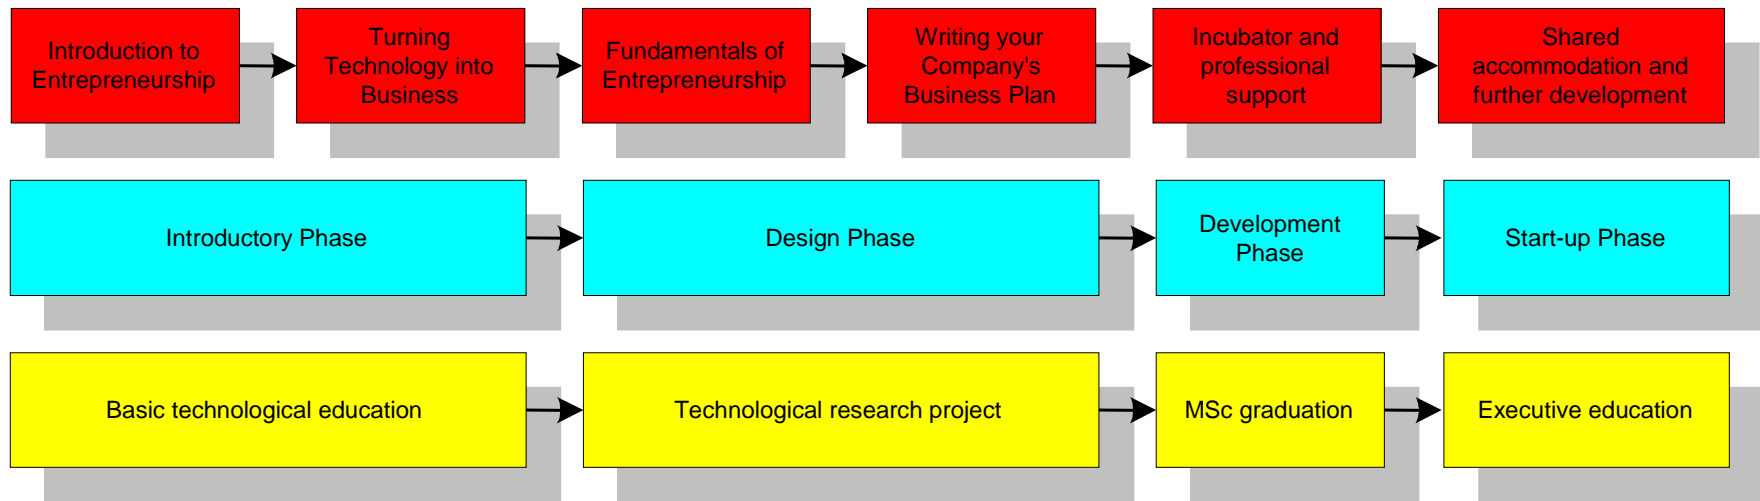 Introduction to
Entrepreneurship
Turning
Technology into
Business
Fundamentals of
Entrepreneurship
Writing your
Company's
Business Plan
Incubator and
professional
support
Shared
accommodation and
further development
Introductory Phase
Design Phase
Development
Phase
Start-up Phase
Basic technological education
Technological research project
MSc graduation
Executive education